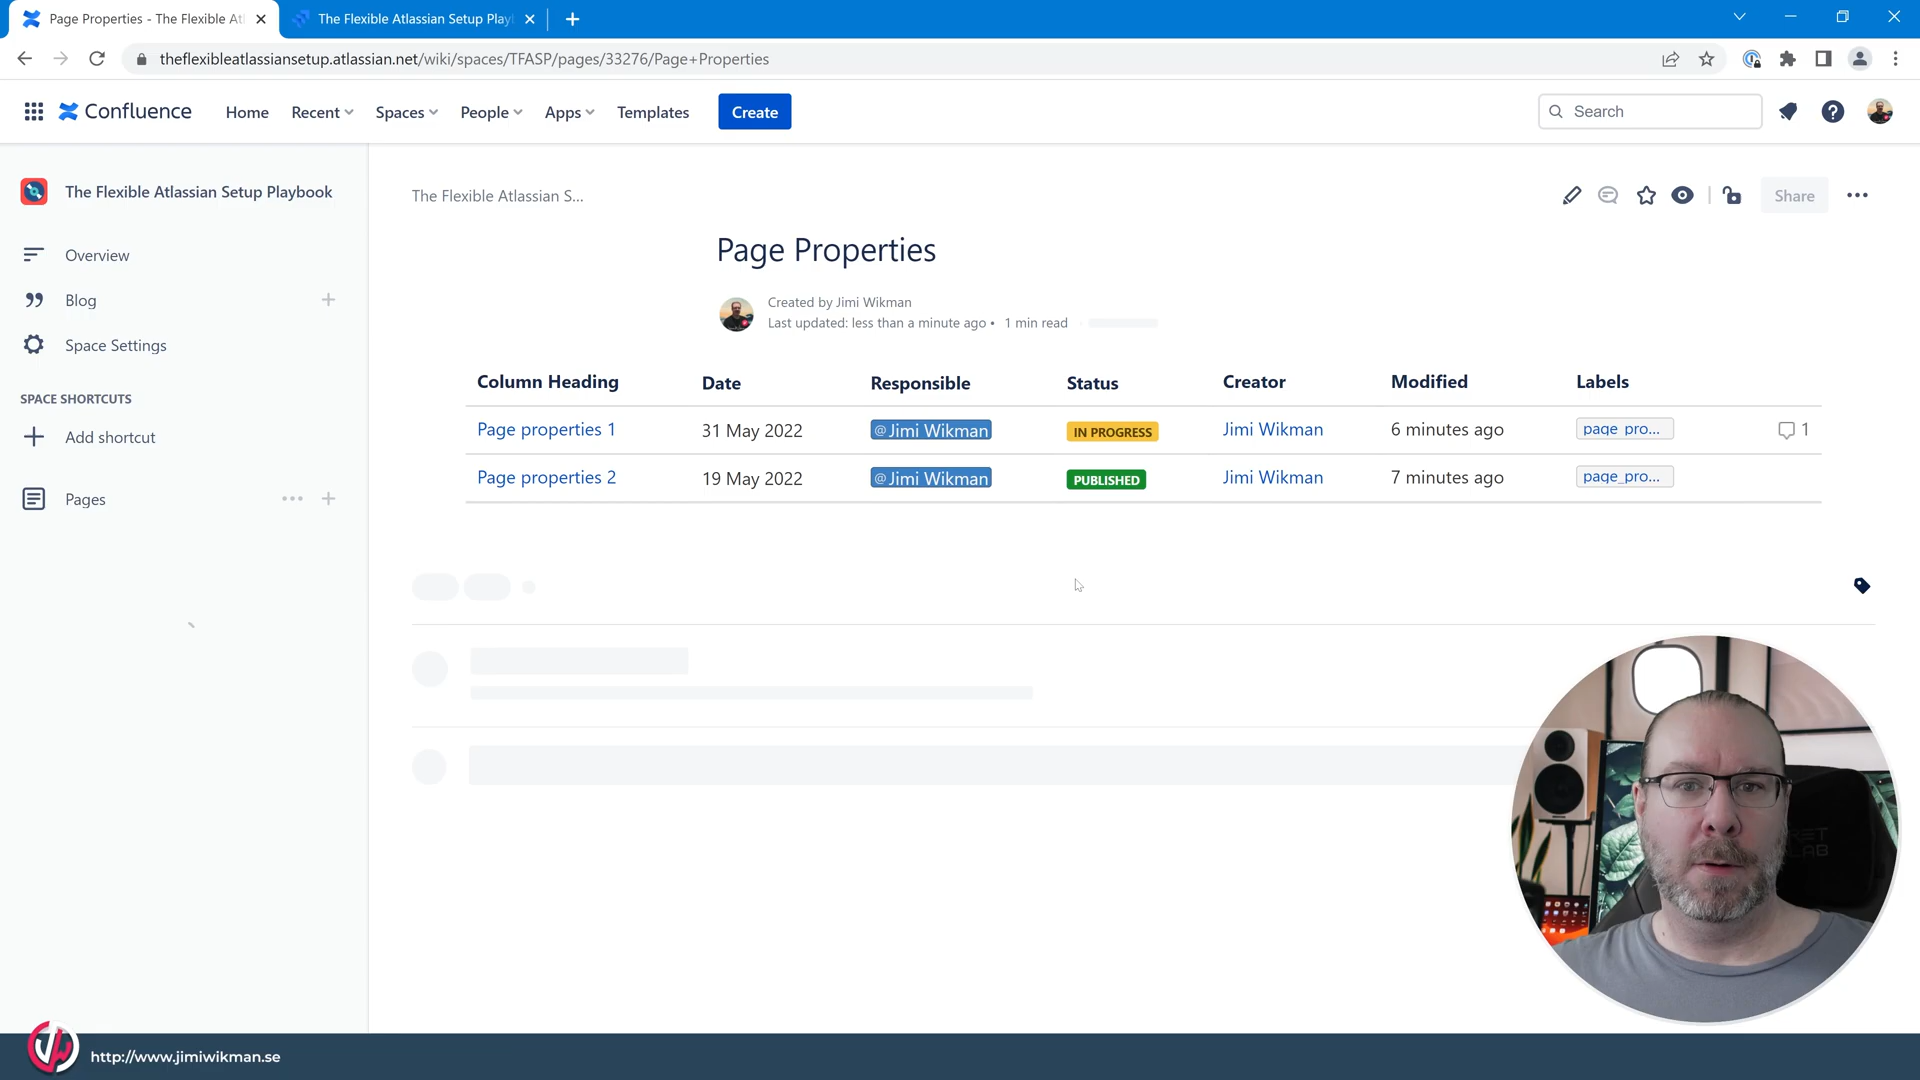 Page Properties - The Flexible At
The Flexible Atlassian Setup Play
theflexibleatlassiansetup.atlassian.net/wiki/spaces/TFASP/pages/33276/Page+Properties
Confluence
Home
Recent
Spaces
People
Apps
Templates
Create
Search
The Flexible Atlassian Setup Playbook
Overview
Blog
Space Settings
SPACE SHORTCUTS
Add shortcut
Pages
The Flexible Atlassian S...
Share
Page Properties
Created by Jimi Wikman
Last updated: less than a minute ago • 1 min read
Column Heading Date Responsible Status Creator Modified Labels
Page properties 1 31 May 2022 @Jimi Wikman IN PROGRESS Jimi Wikman 6 minutes ago page_pro... 1
Page properties 2 19 May 2022 @Jimi Wikman PUBLISHED Jimi Wikman 7 minutes ago page_pro...
http://www.jimiwikman.se